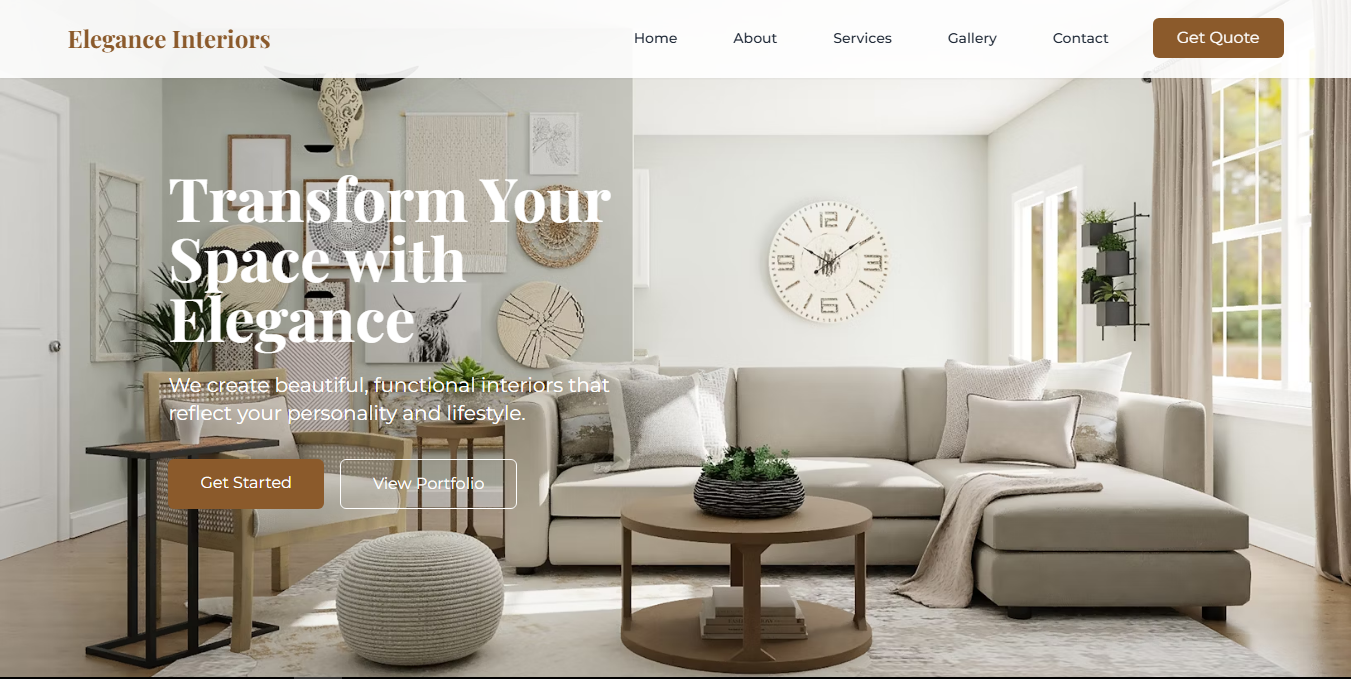 Elegance Interiors
Home
About
Services
Gallery
Contact
Get Quote
Transform Your
Space with
Elegance
We create beautiful, functional interiors that
reflect your personality and lifestyle.
Get Started
View Portfolio